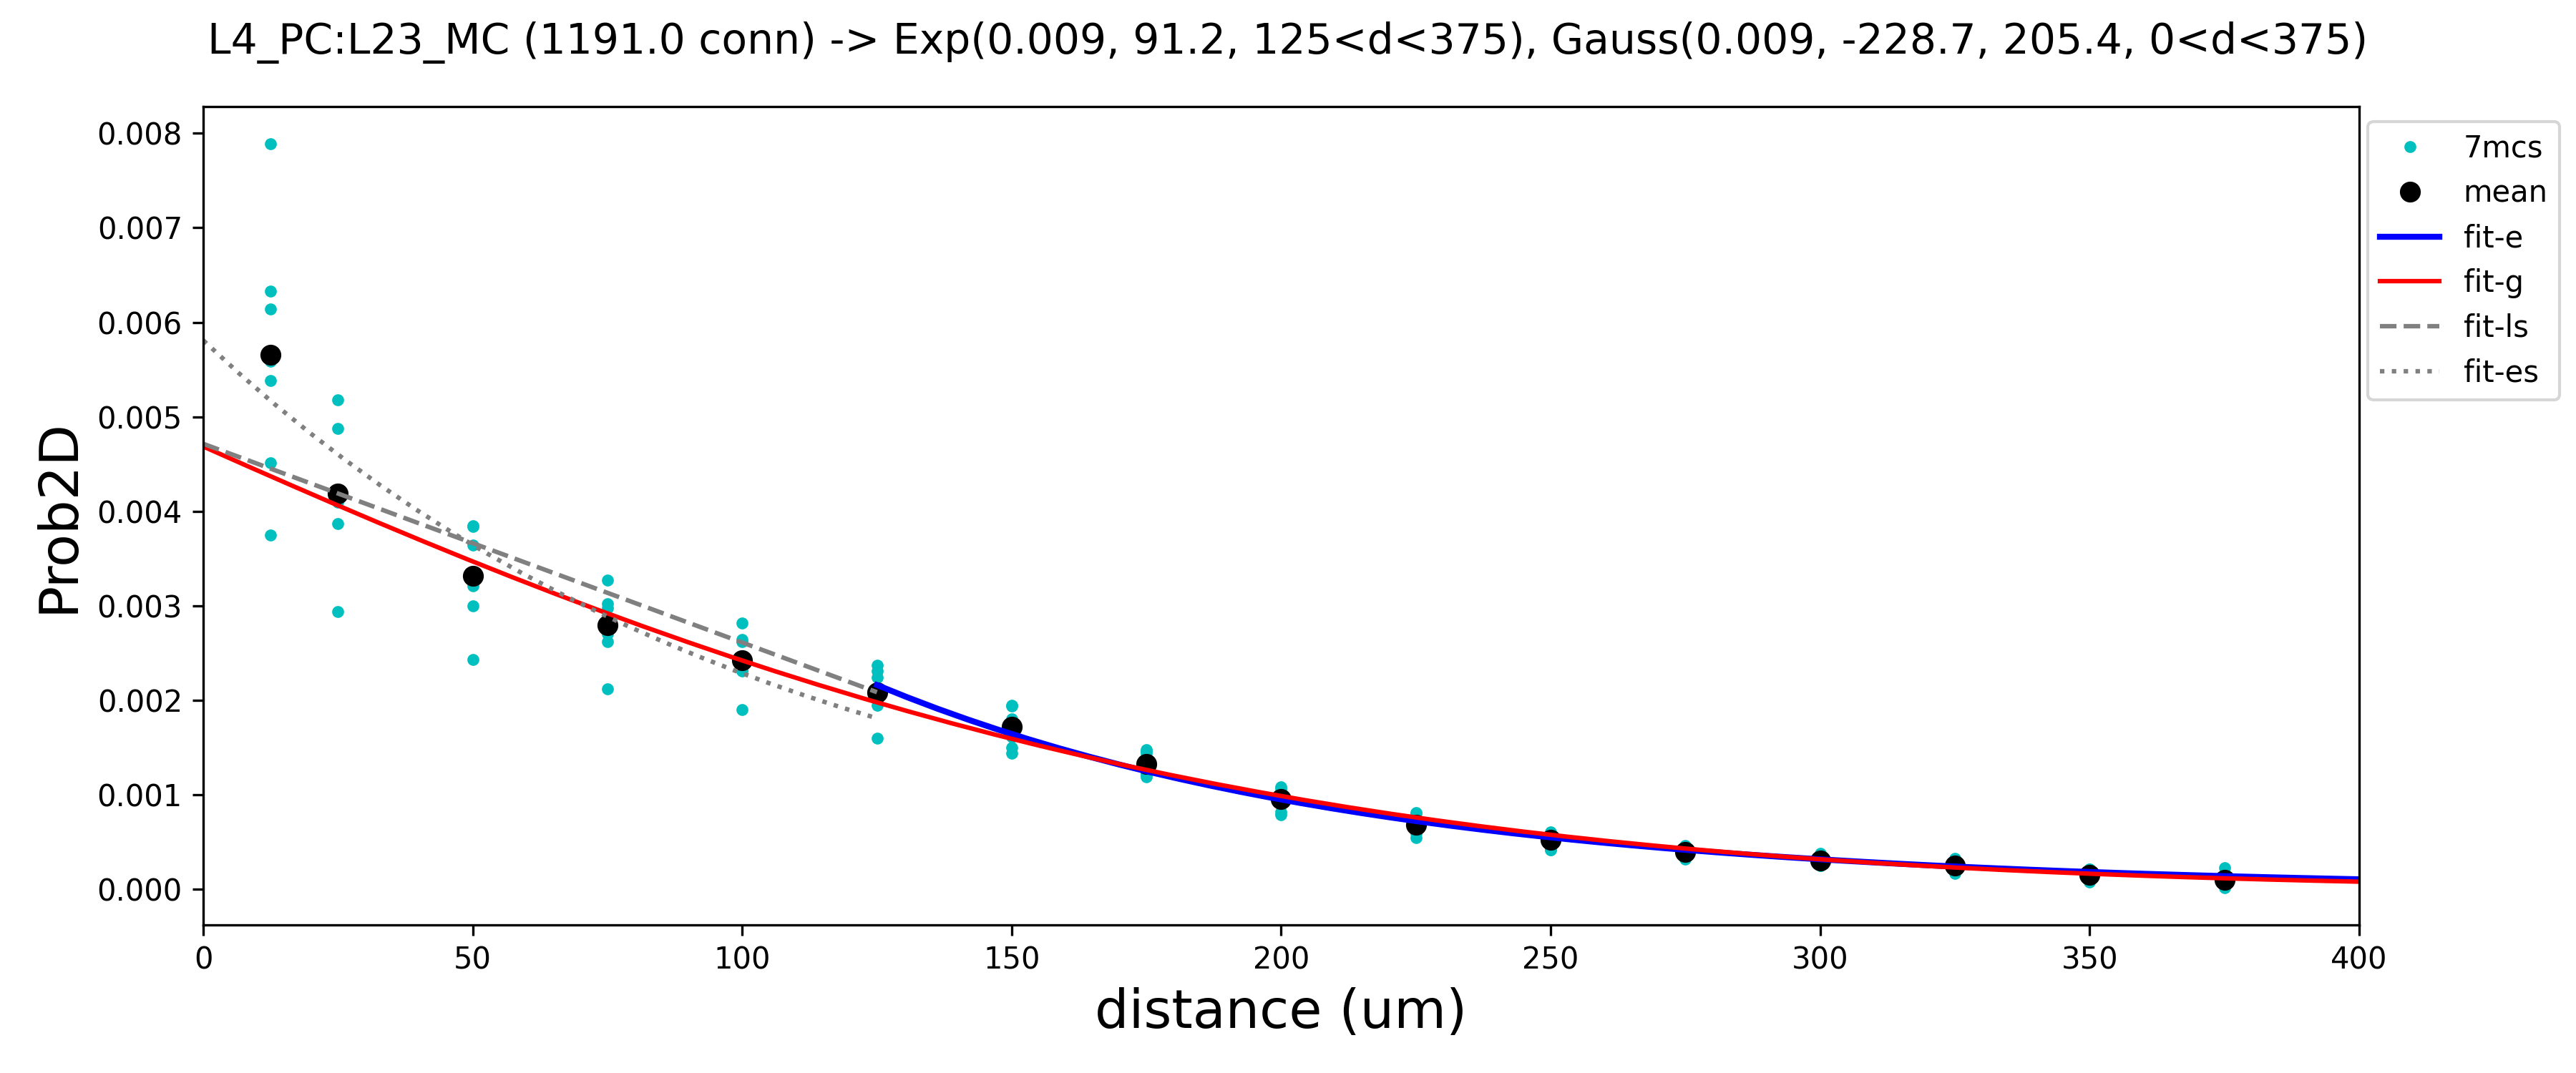 L4_PC:L23_MC (1191.0 conn) -> Exp(0.009, 91.2, 125<d<375), Gauss(0.009, -228.7, 205.4, 0<d<375)
0.008
0.007
0.006
0.005
0.004
0.003
0.002
0.001
0.000
Prob2D
0 50 100 150 200 250 300 350 400
distance (um)
7mcs
mean
fit-e
fit-g
fit-ls
fit-es